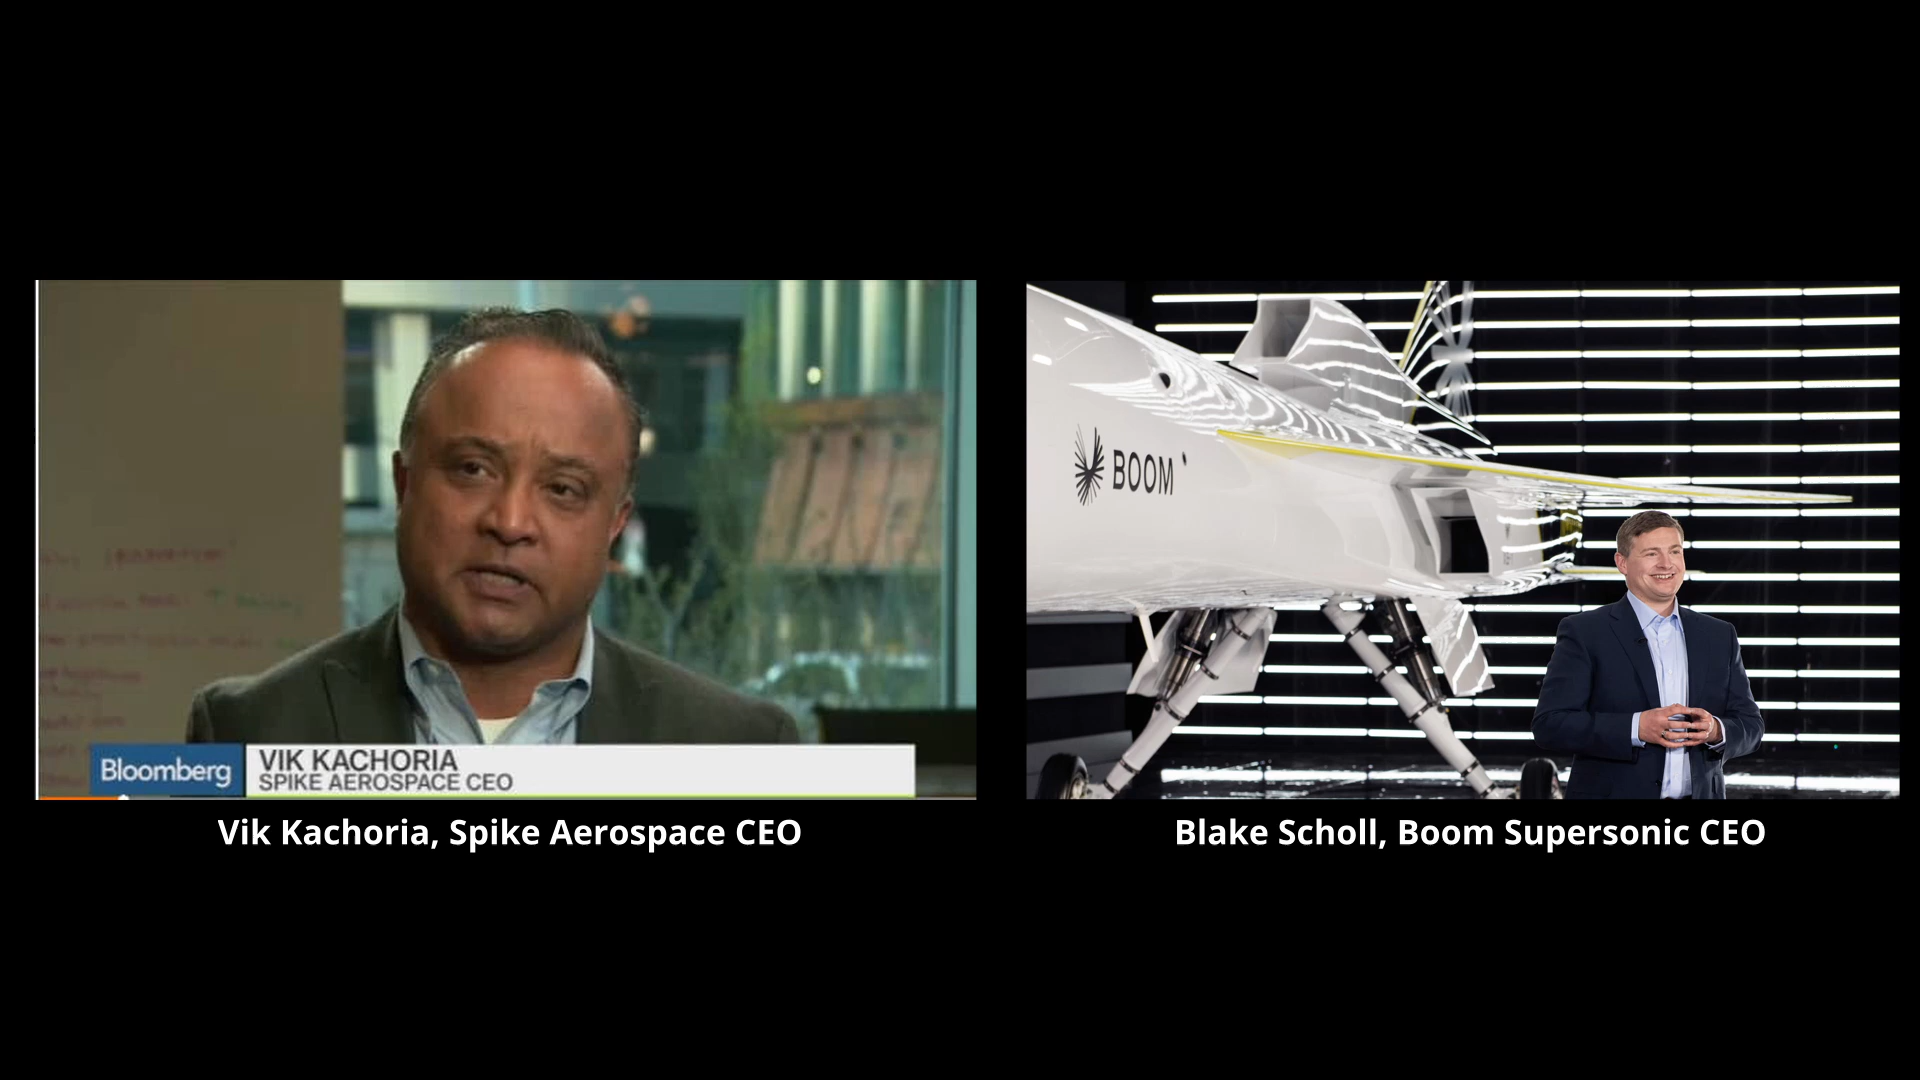 BOOM
Bloomberg
VIK KACHORIA
SPIKE AEROSPACE CEO
Vik Kachoria, Spike Aerospace CEO
Blake Scholl, Boom Supersonic CEO